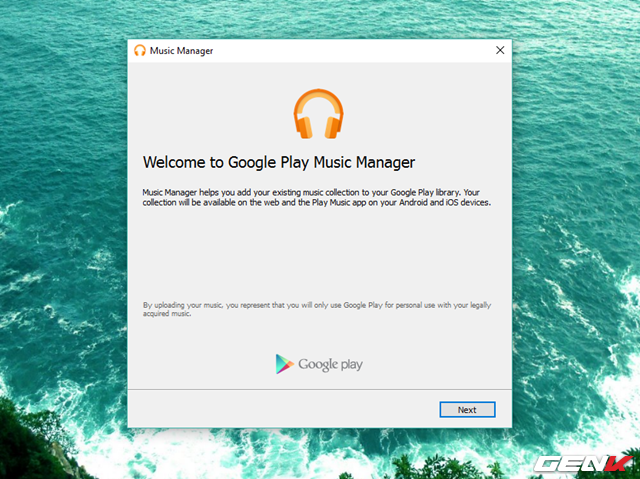 Music Manager
Welcome to Google Play Music Manager
Music Manager helps you add your existing music collection to your Google Play library. Your
collection will be available on the web and the Play Music app on your Android and iOS devices.
By uploading your music, you represent that you will only use Google Play for personal use with your legally
acquired music.
Google play
Next
GENK